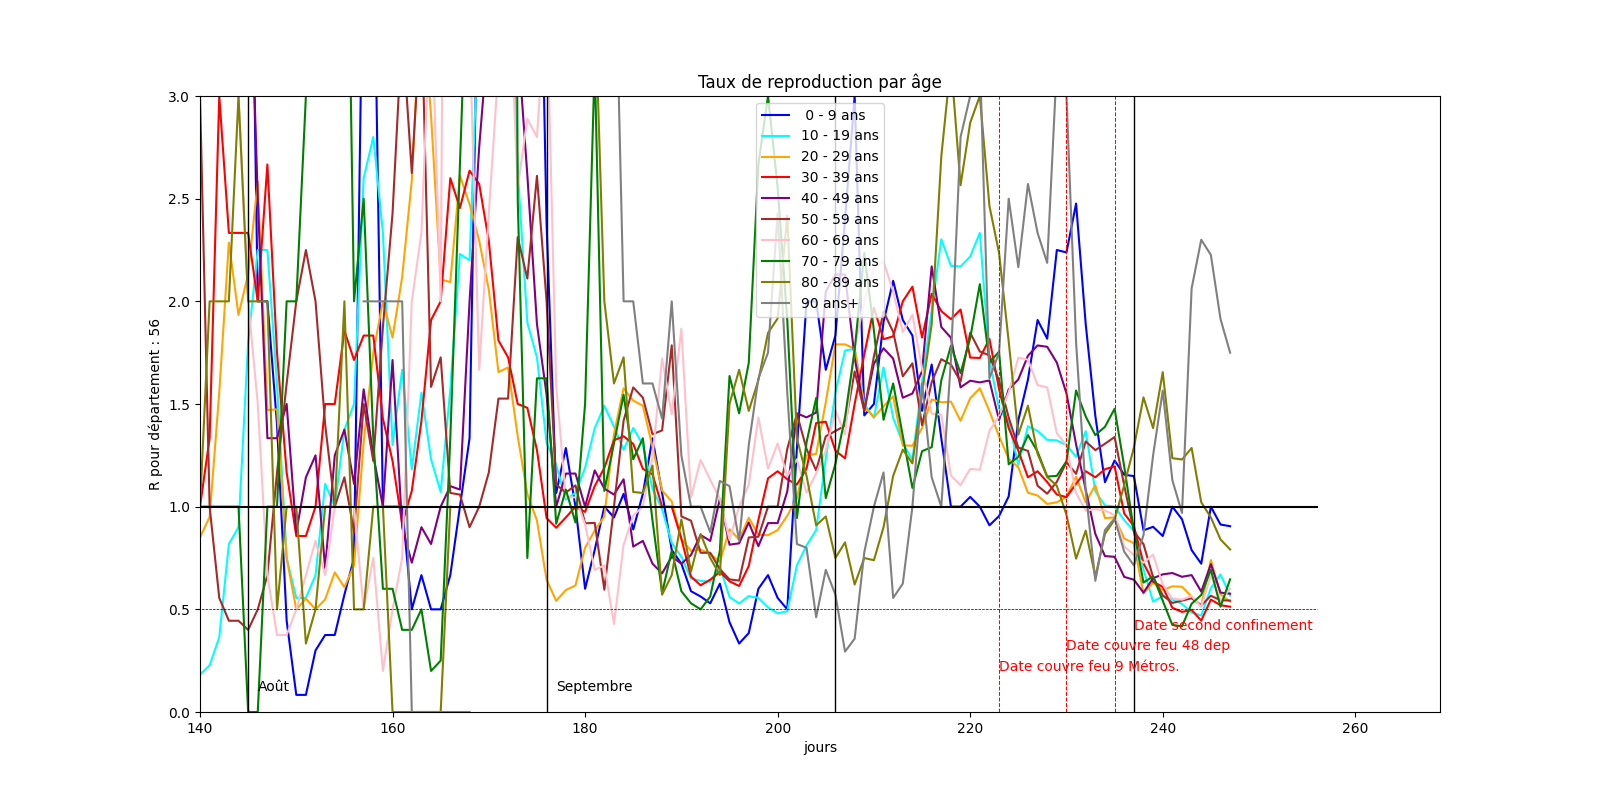 Taux de reproduction par âge
3.0
2.5
2.0
1.5
1.0
0.5
0.0
R pour département : 56
0 - 9 ans
10 - 19 ans
20 - 29 ans
30 - 39 ans
40 - 49 ans
50 - 59 ans
60 - 69 ans
70 - 79 ans
80 - 89 ans
90 ans+
Date second confinement
Date couvre feu 48 dep
Date couvre feu 9 Métros.
Août
Septembre
140
160
180
200
220
240
260
jours